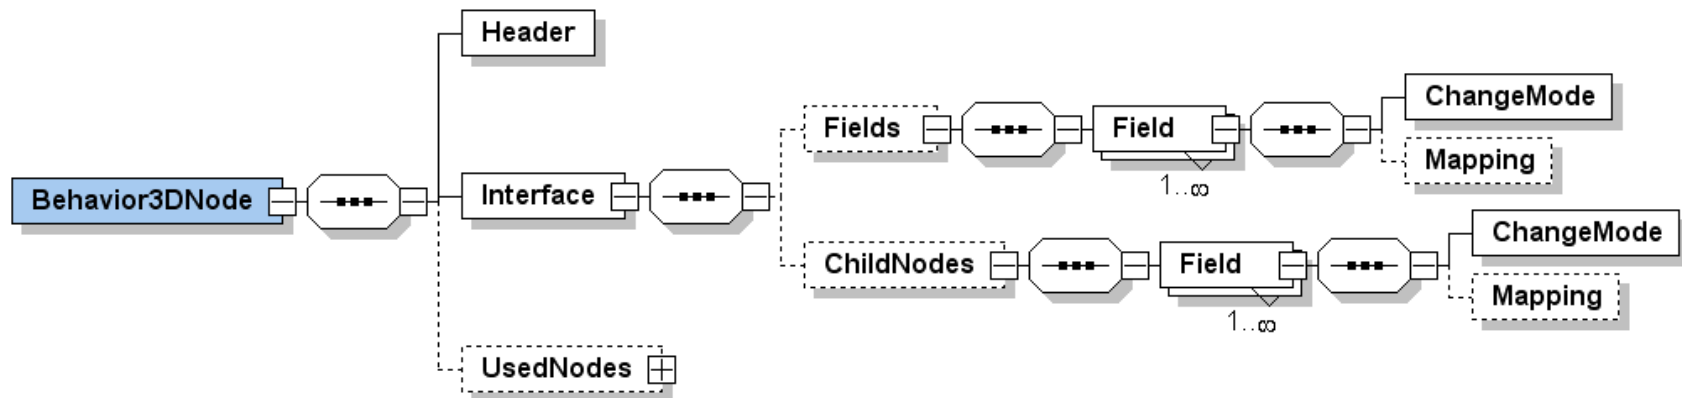 Header
Behavior3DNode
Interface
Fields
Field
1..∞
ChangeMode
Mapping
ChildNodes
Field
1..∞
ChangeMode
Mapping
UsedNodes